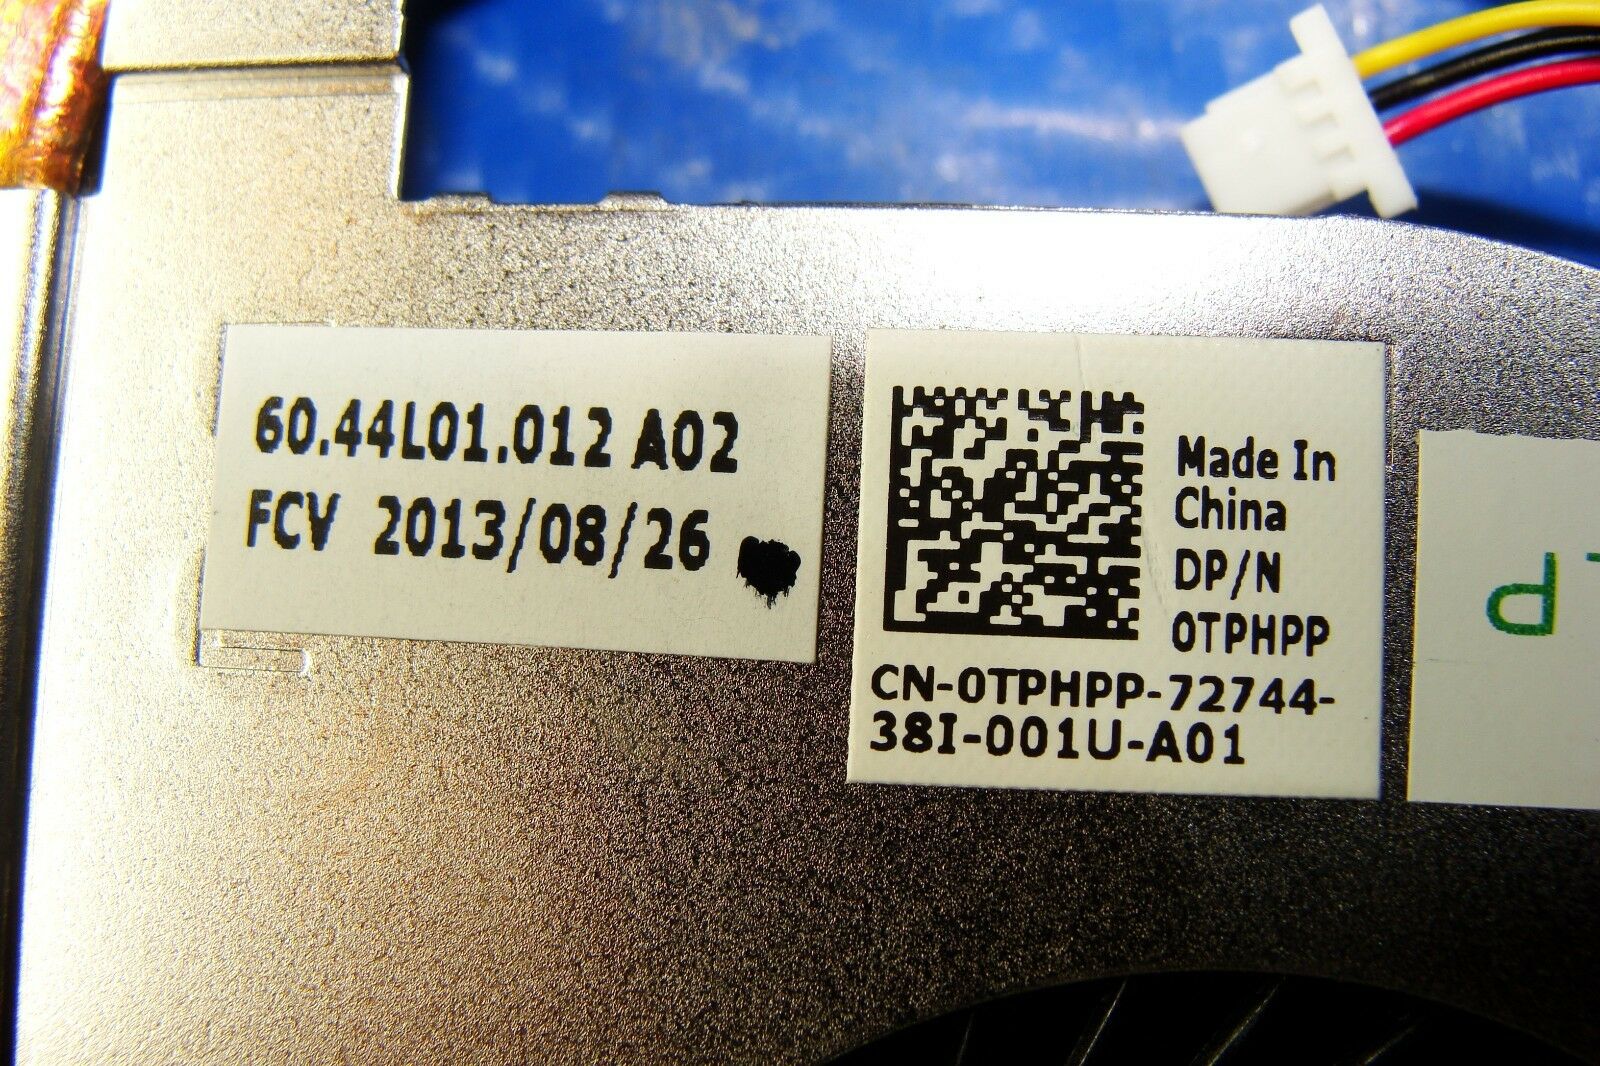 60.44L01.012 A02
FCV 2013/08/26
Made In
China
DP/N
0TPHPP
CN-0TPHPP-72744-
38I-001U-A01
P